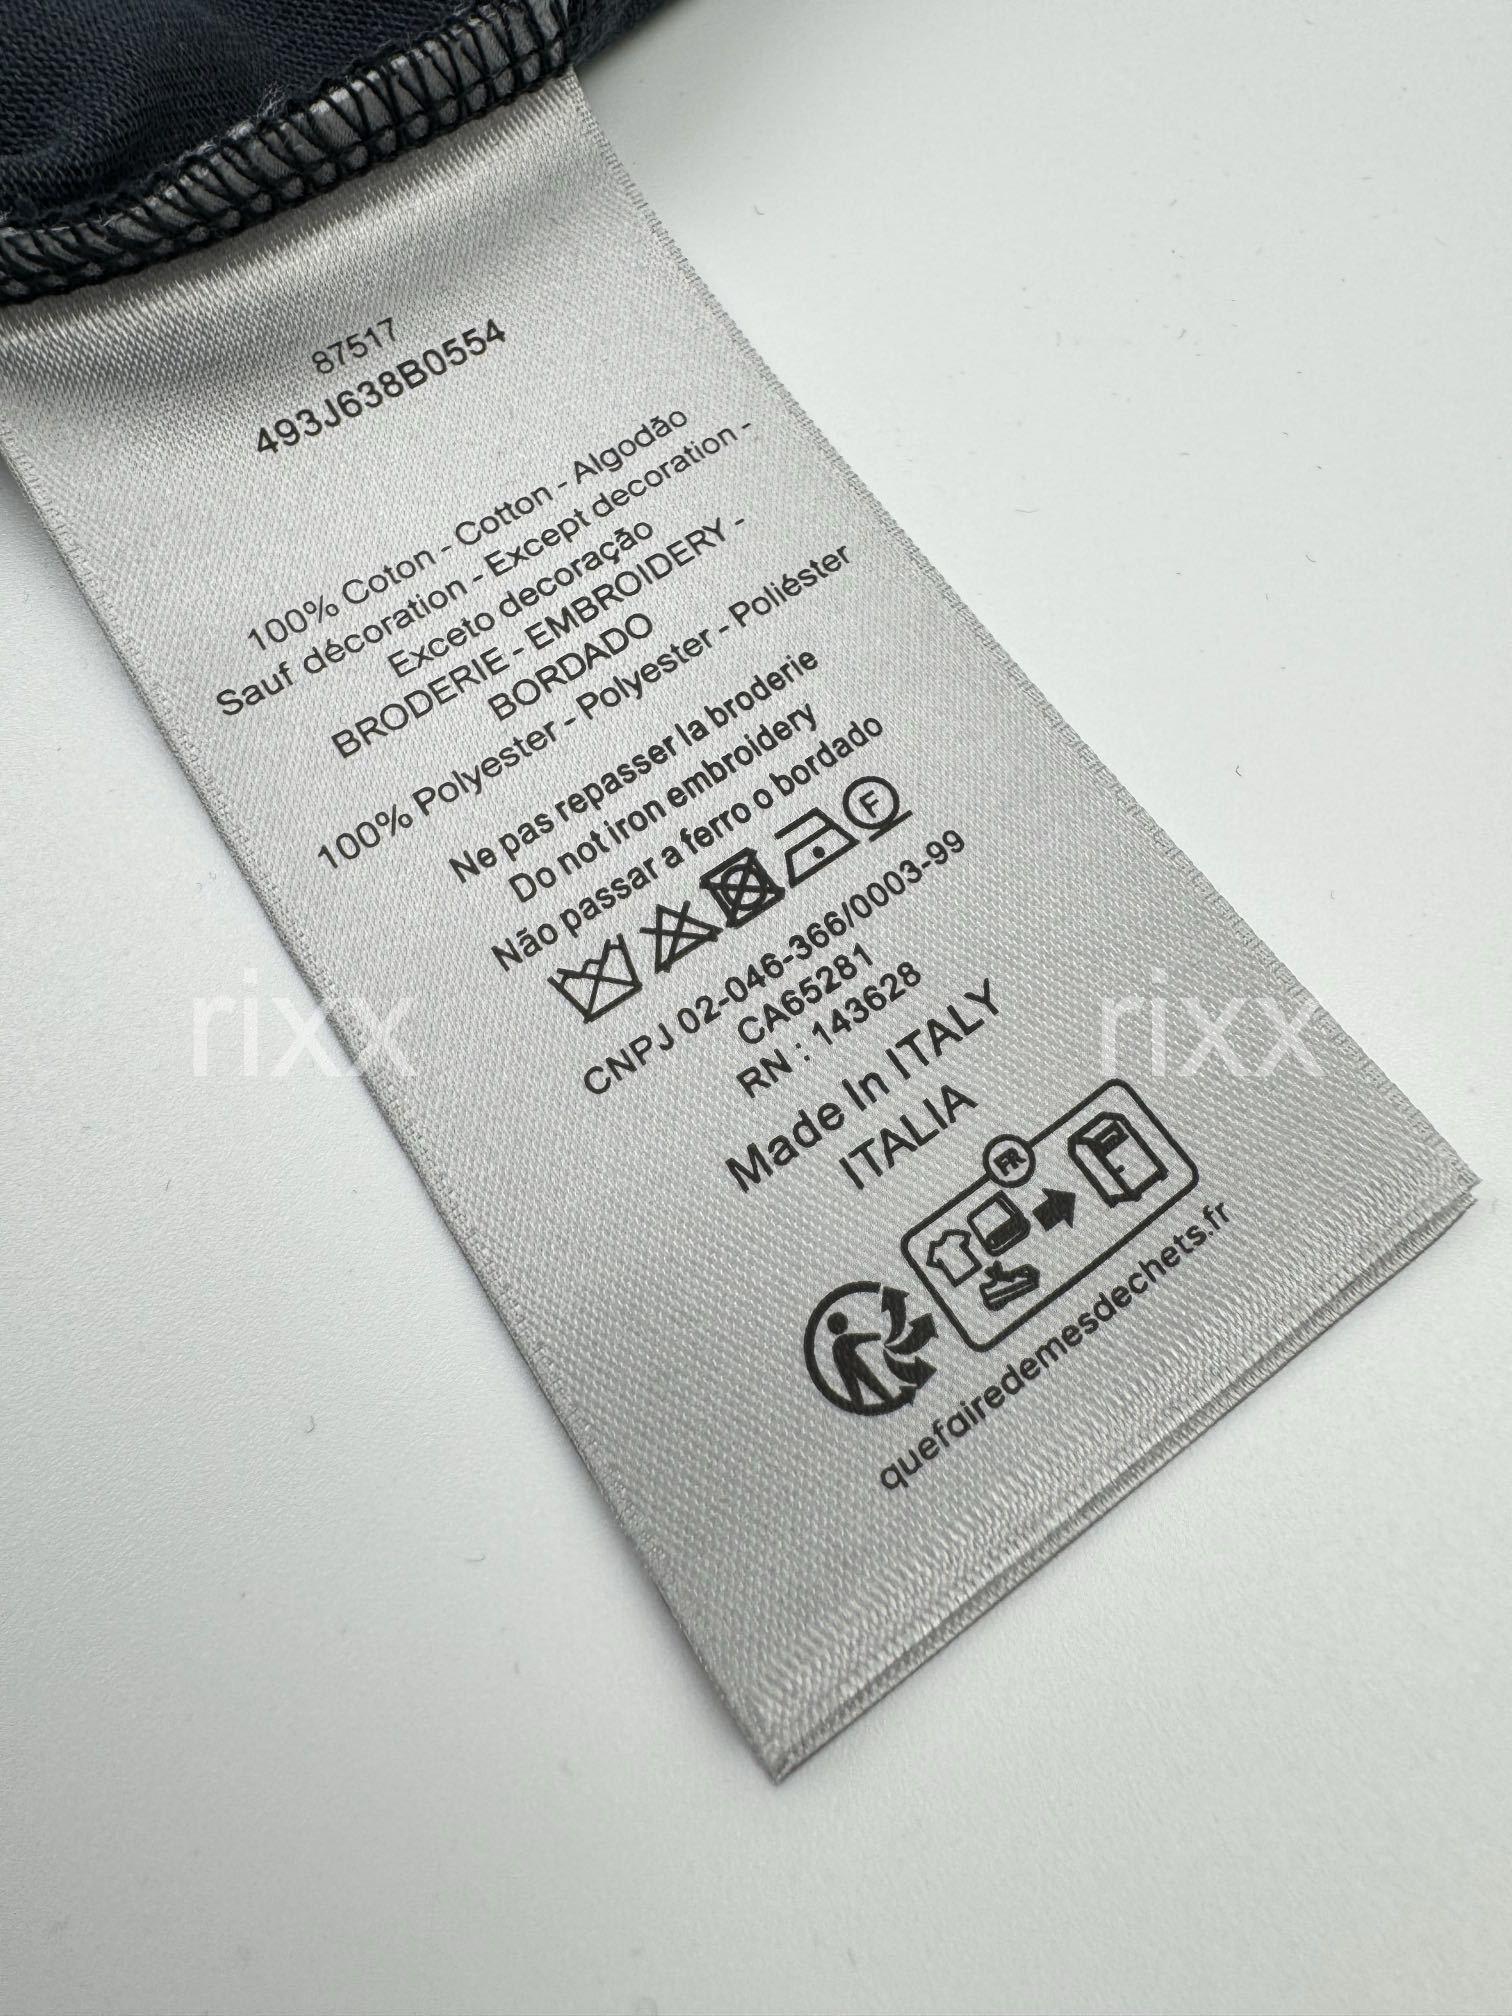 87517
493J638B0554
100% Coton - Cotton - Algodão
Sauf décoration - Except decoration -
Exceto decoração
BRODERIE - EMBROIDERY -
BORDADO
100% Polyester - Polyester - Poliéster
Ne pas repasser la broderie
Do not iron embroidery
Não passar a ferro o bordado
F
CNPJ 02-046-366/0003-99
CA65281
RN : 143628
Made In ITALY
ITALIA
FR
quefairedemesdechets.fr
rixx
rixx